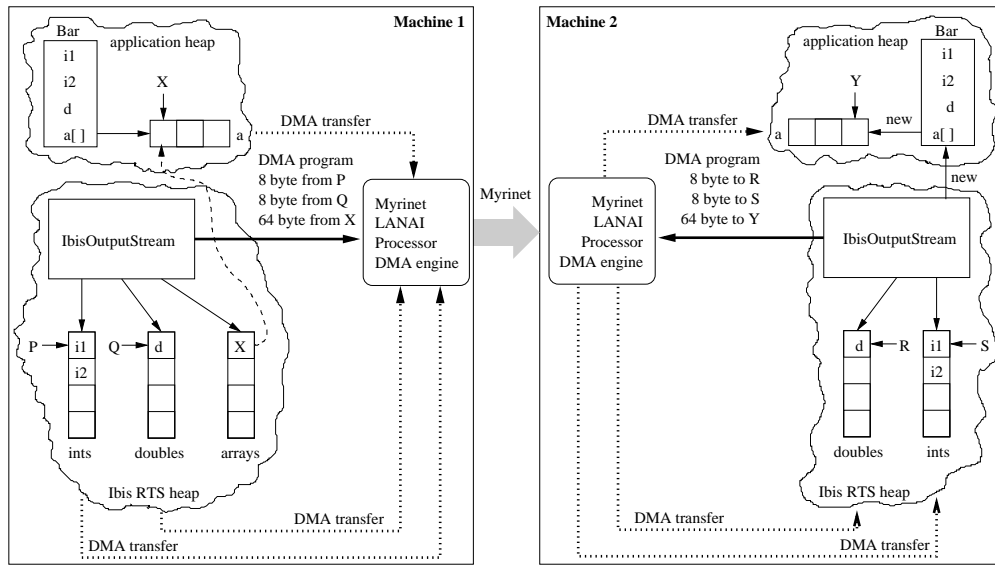 Machine 1
Bar
application heap
i1
i2
d
a[ ]
X
a
DMA transfer
DMA program
8 byte from P
8 byte from Q
64 byte from X
IbisOutputStream
Myrinet
LANAI
Processor
DMA engine
P
i1
i2
Q
d
X
ints
doubles
arrays
Ibis RTS heap
DMA transfer
DMA transfer
Myrinet
Machine 2
Bar
application heap
i1
i2
d
a[ ]
Y
a
new
new
DMA transfer
DMA program
8 byte to R
8 byte to S
64 byte to Y
Myrinet
LANAI
Processor
DMA engine
IbisOutputStream
d
R
i1
i2
S
doubles
ints
Ibis RTS heap
DMA transfer
DMA transfer